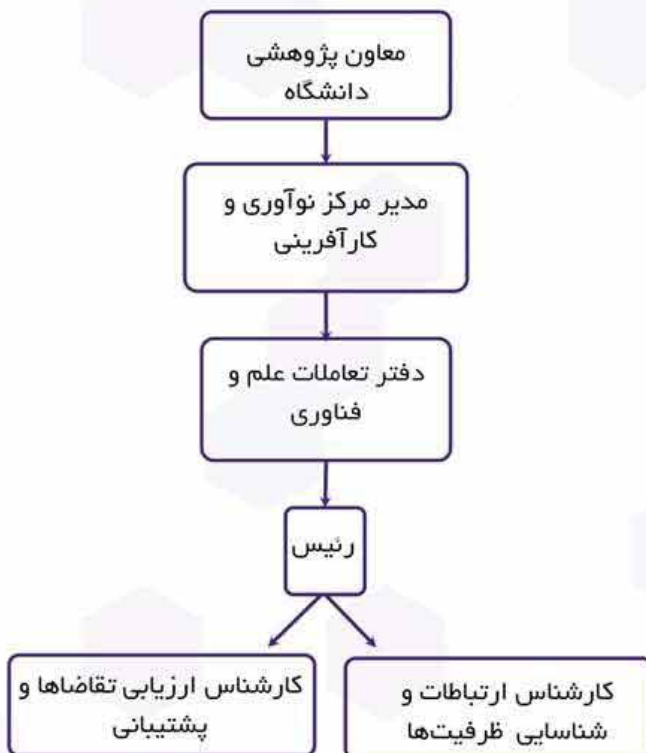 معاون پژوهشی
دانشگاه
مدیر مرکز نوآوری و
کارآفرینی
دفتر تعاملات علم و
فناوری
رئیس
کارشناس ارتباطات و
شناسایی ظرفیت‌ها
کارشناس ارزیابی تقاضاها و
پشتیبانی